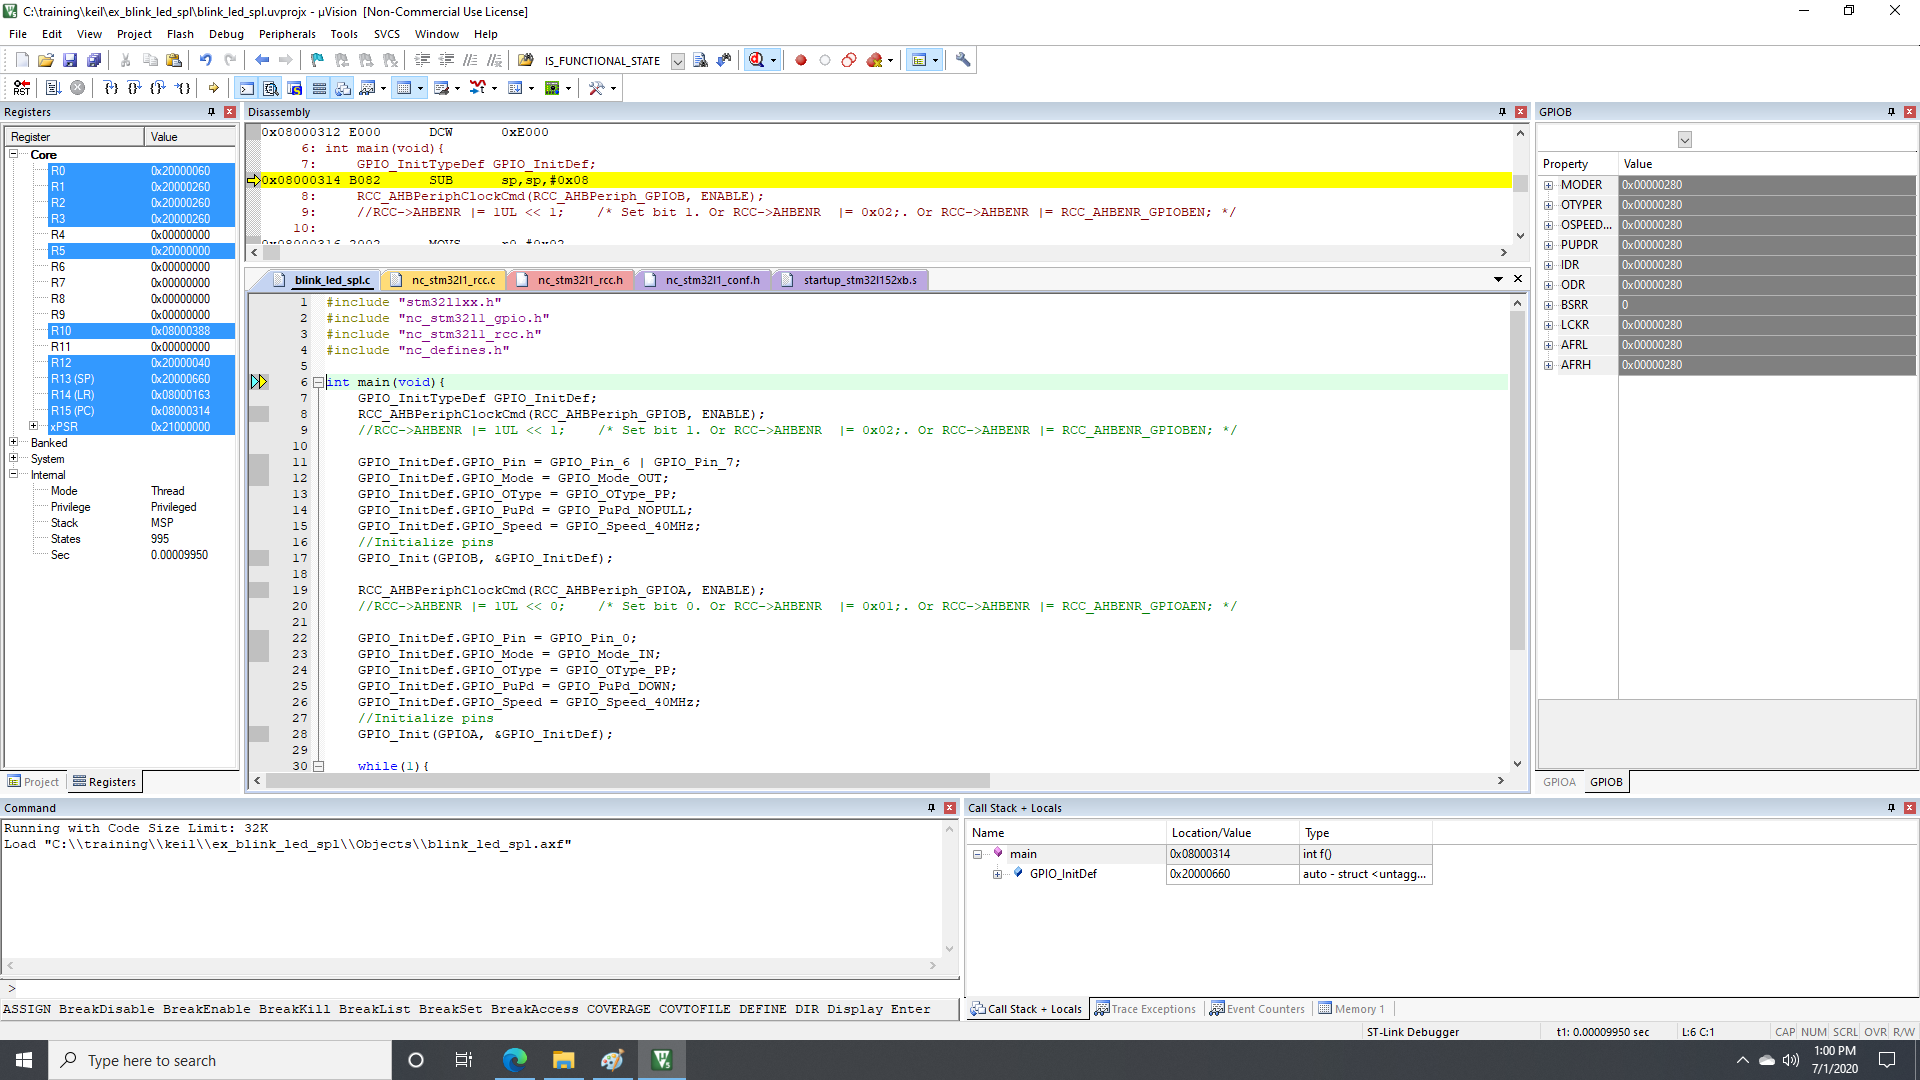 C:\training\keil\ex_blink_led_spl\blink_led_spl.uvprojx - µVision  [Non-Commercial Use License]
File Edit View Project Flash Debug Peripherals Tools SVCS Window Help
IS_FUNCTIONAL_STATE
Registers
Register Value
Core
R0 0x20000060
R1 0x20000260
R2 0x20000260
R3 0x20000260
R4 0x00000000
R5 0x20000000
R6 0x00000000
R7 0x00000000
R8 0x00000000
R9 0x00000000
R10 0x08000388
R11 0x00000000
R12 0x20000040
R13 (SP) 0x20000660
R14 (LR) 0x08000163
R15 (PC) 0x08000314
xPSR 0x21000000
Banked
System
Internal
Mode Thread
Privilege Privileged
Stack MSP
States 995
Sec 0.00009950
Project Registers
Disassembly
0x08000312 E000      DCW      0xE000
6: int main(void){
7:     GPIO_InitTypeDef GPIO_InitDef;
0x08000314 B082      SUB      sp,sp,#0x08
8:     RCC_AHBPeriphClockCmd(RCC_AHBPeriph_GPIOB, ENABLE);
9:     //RCC->AHBENR |= 1UL << 1;    /* Set bit 1. Or RCC->AHBENR  |= 0x02;. Or RCC->AHBENR |= RCC_AHBENR_GPIOBEN; */
10:
0x08000316 2002      MOVS     r0,#0x02
blink_led_spl.c nc_stm32l1_rcc.c nc_stm32l1_rcc.h nc_stm32l1_conf.h startup_stm32l152xb.s
1 #include "stm32l1xx.h"
2 #include "nc_stm32l1_gpio.h"
3 #include "nc_stm32l1_rcc.h"
4 #include "nc_defines.h"
5
6 int main(void){
7     GPIO_InitTypeDef GPIO_InitDef;
8     RCC_AHBPeriphClockCmd(RCC_AHBPeriph_GPIOB, ENABLE);
9     //RCC->AHBENR |= 1UL << 1;    /* Set bit 1. Or RCC->AHBENR  |= 0x02;. Or RCC->AHBENR |= RCC_AHBENR_GPIOBEN; */
10
11     GPIO_InitDef.GPIO_Pin = GPIO_Pin_6 | GPIO_Pin_7;
12     GPIO_InitDef.GPIO_Mode = GPIO_Mode_OUT;
13     GPIO_InitDef.GPIO_OType = GPIO_OType_PP;
14     GPIO_InitDef.GPIO_PuPd = GPIO_PuPd_NOPULL;
15     GPIO_InitDef.GPIO_Speed = GPIO_Speed_40MHz;
16     //Initialize pins
17     GPIO_Init(GPIOB, &GPIO_InitDef);
18
19     RCC_AHBPeriphClockCmd(RCC_AHBPeriph_GPIOA, ENABLE);
20     //RCC->AHBENR |= 1UL << 0;    /* Set bit 0. Or RCC->AHBENR  |= 0x01;. Or RCC->AHBENR |= RCC_AHBENR_GPIOAEN; */
21
22     GPIO_InitDef.GPIO_Pin = GPIO_Pin_0;
23     GPIO_InitDef.GPIO_Mode = GPIO_Mode_IN;
24     GPIO_InitDef.GPIO_OType = GPIO_OType_PP;
25     GPIO_InitDef.GPIO_PuPd = GPIO_PuPd_DOWN;
26     GPIO_InitDef.GPIO_Speed = GPIO_Speed_40MHz;
27     //Initialize pins
28     GPIO_Init(GPIOA, &GPIO_InitDef);
29
30     while(1){
GPIOB
Property Value
MODER 0x00000280
OTYPER 0x00000280
OSPEED... 0x00000280
PUPDR 0x00000280
IDR 0x00000280
ODR 0x00000280
BSRR 0
LCKR 0x00000280
AFRL 0x00000280
AFRH 0x00000280
GPIOA GPIOB
Command
Running with Code Size Limit: 32K
Load "C:\\training\\keil\\ex_blink_led_spl\\Objects\\blink_led_spl.axf"
>
ASSIGN BreakDisable BreakEnable BreakKill BreakList BreakSet BreakAccess COVERAGE COVTOFILE DEFINE DIR Display Enter
Call Stack + Locals
Name Location/Value Type
main 0x08000314 int f()
GPIO_InitDef 0x20000660 auto - struct <untagg...
Call Stack + Locals Trace Exceptions Event Counters Memory 1
ST-Link Debugger t1: 0.00009950 sec L:6 C:1 CAP NUM SCRL OVR R/W
Type here to search
1:00 PM
7/1/2020